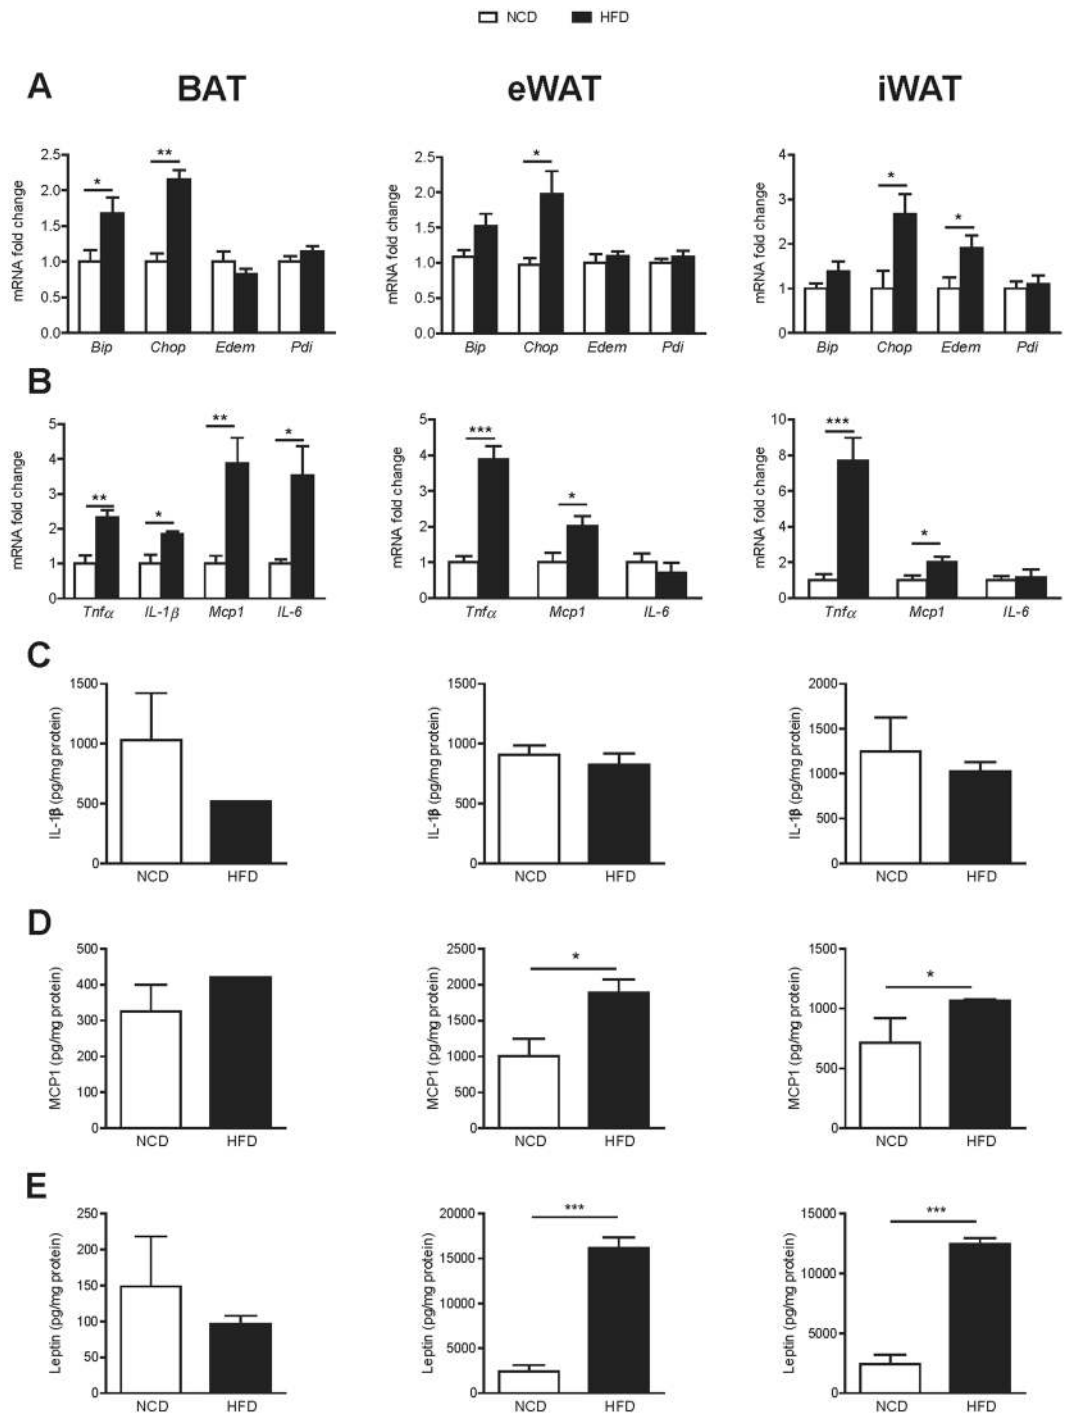 NCD HFD
A BAT eWAT iWAT
mRNA fold change
2.5
2.0
1.5
1.0
0.5
0.0
* **
Bip Chop Edem Pdi
mRNA fold change
2.5
2.0
1.5
1.0
0.5
0.0
*
Bip Chop Edem Pdi
mRNA fold change
4
3
2
1
0
* *
Bip Chop Edem Pdi
B
mRNA fold change
5
4
3
2
1
0
** * ** *
Tnfα IL-1β Mcp1 IL-6
mRNA fold change
5
4
3
2
1
0
*** *
Tnfα Mcp1 IL-6
mRNA fold change
10
8
6
4
2
0
*** *
Tnfα Mcp1 IL-6
C
IL-1β (pg/mg protein)
1500
1000
500
0
NCD HFD
IL-1β (pg/mg protein)
1500
1000
500
0
NCD HFD
IL-1β (pg/mg protein)
2000
1500
1000
500
0
NCD HFD
D
MCP1 (pg/mg protein)
500
400
300
200
100
0
NCD HFD
MCP1 (pg/mg protein)
2500
2000
1500
1000
500
0
*
NCD HFD
MCP1 (pg/mg protein)
1500
1000
500
0
*
NCD HFD
E
Leptin (pg/mg protein)
250
200
150
100
50
0
NCD HFD
Leptin (pg/mg protein)
20000
15000
10000
5000
0
***
NCD HFD
Leptin (pg/mg protein)
15000
10000
5000
0
***
NCD HFD